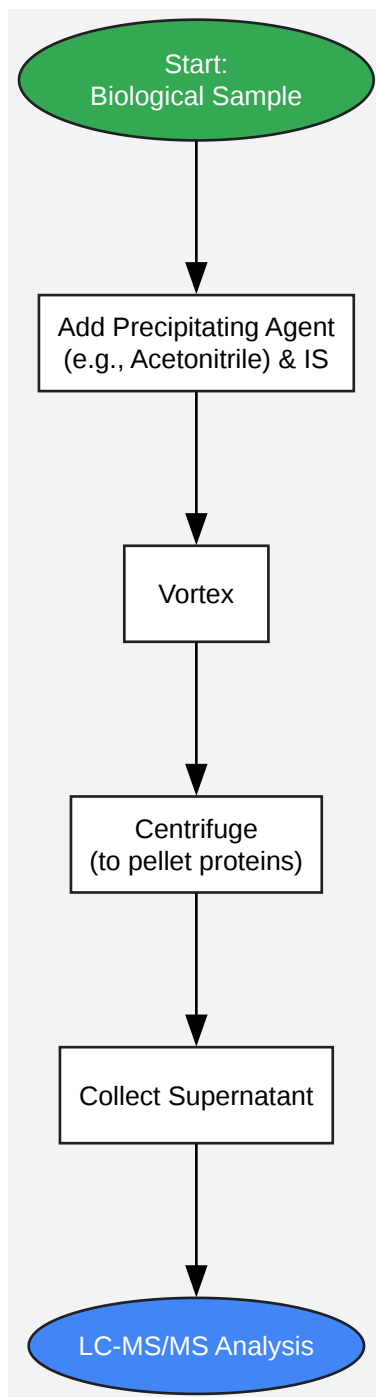 Start:
Biological Sample
Add Precipitating Agent
(e.g., Acetonitrile) & IS
Vortex
Centrifuge
(to pellet proteins)
Collect Supernatant
LC-MS/MS Analysis